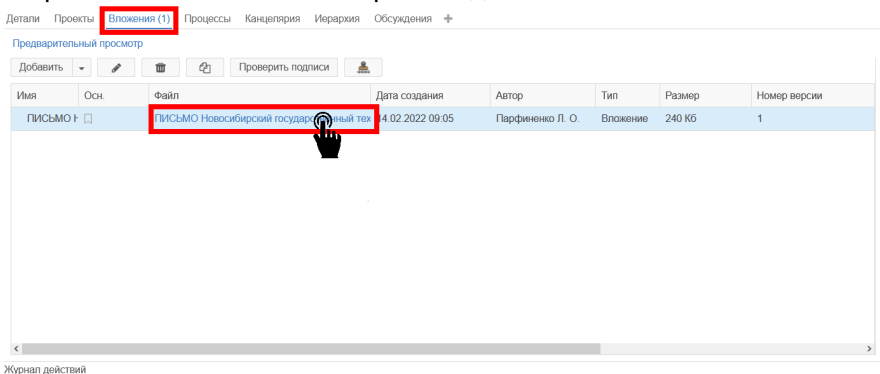 Детали Проекты Вложения (1) Процессы Канцелярия Иерархия Обсуждения
Предварительный просмотр
Добавить Проверить подписи
Имя Осн. Файл Дата создания Автор Тип Размер Номер версии
ПИСЬМО Н ПИСЬМО Новосибирский государственный тех 14.02.2022 09:05 Парфиненко Л. О. Вложение 240 Кб 1
Журнал действий